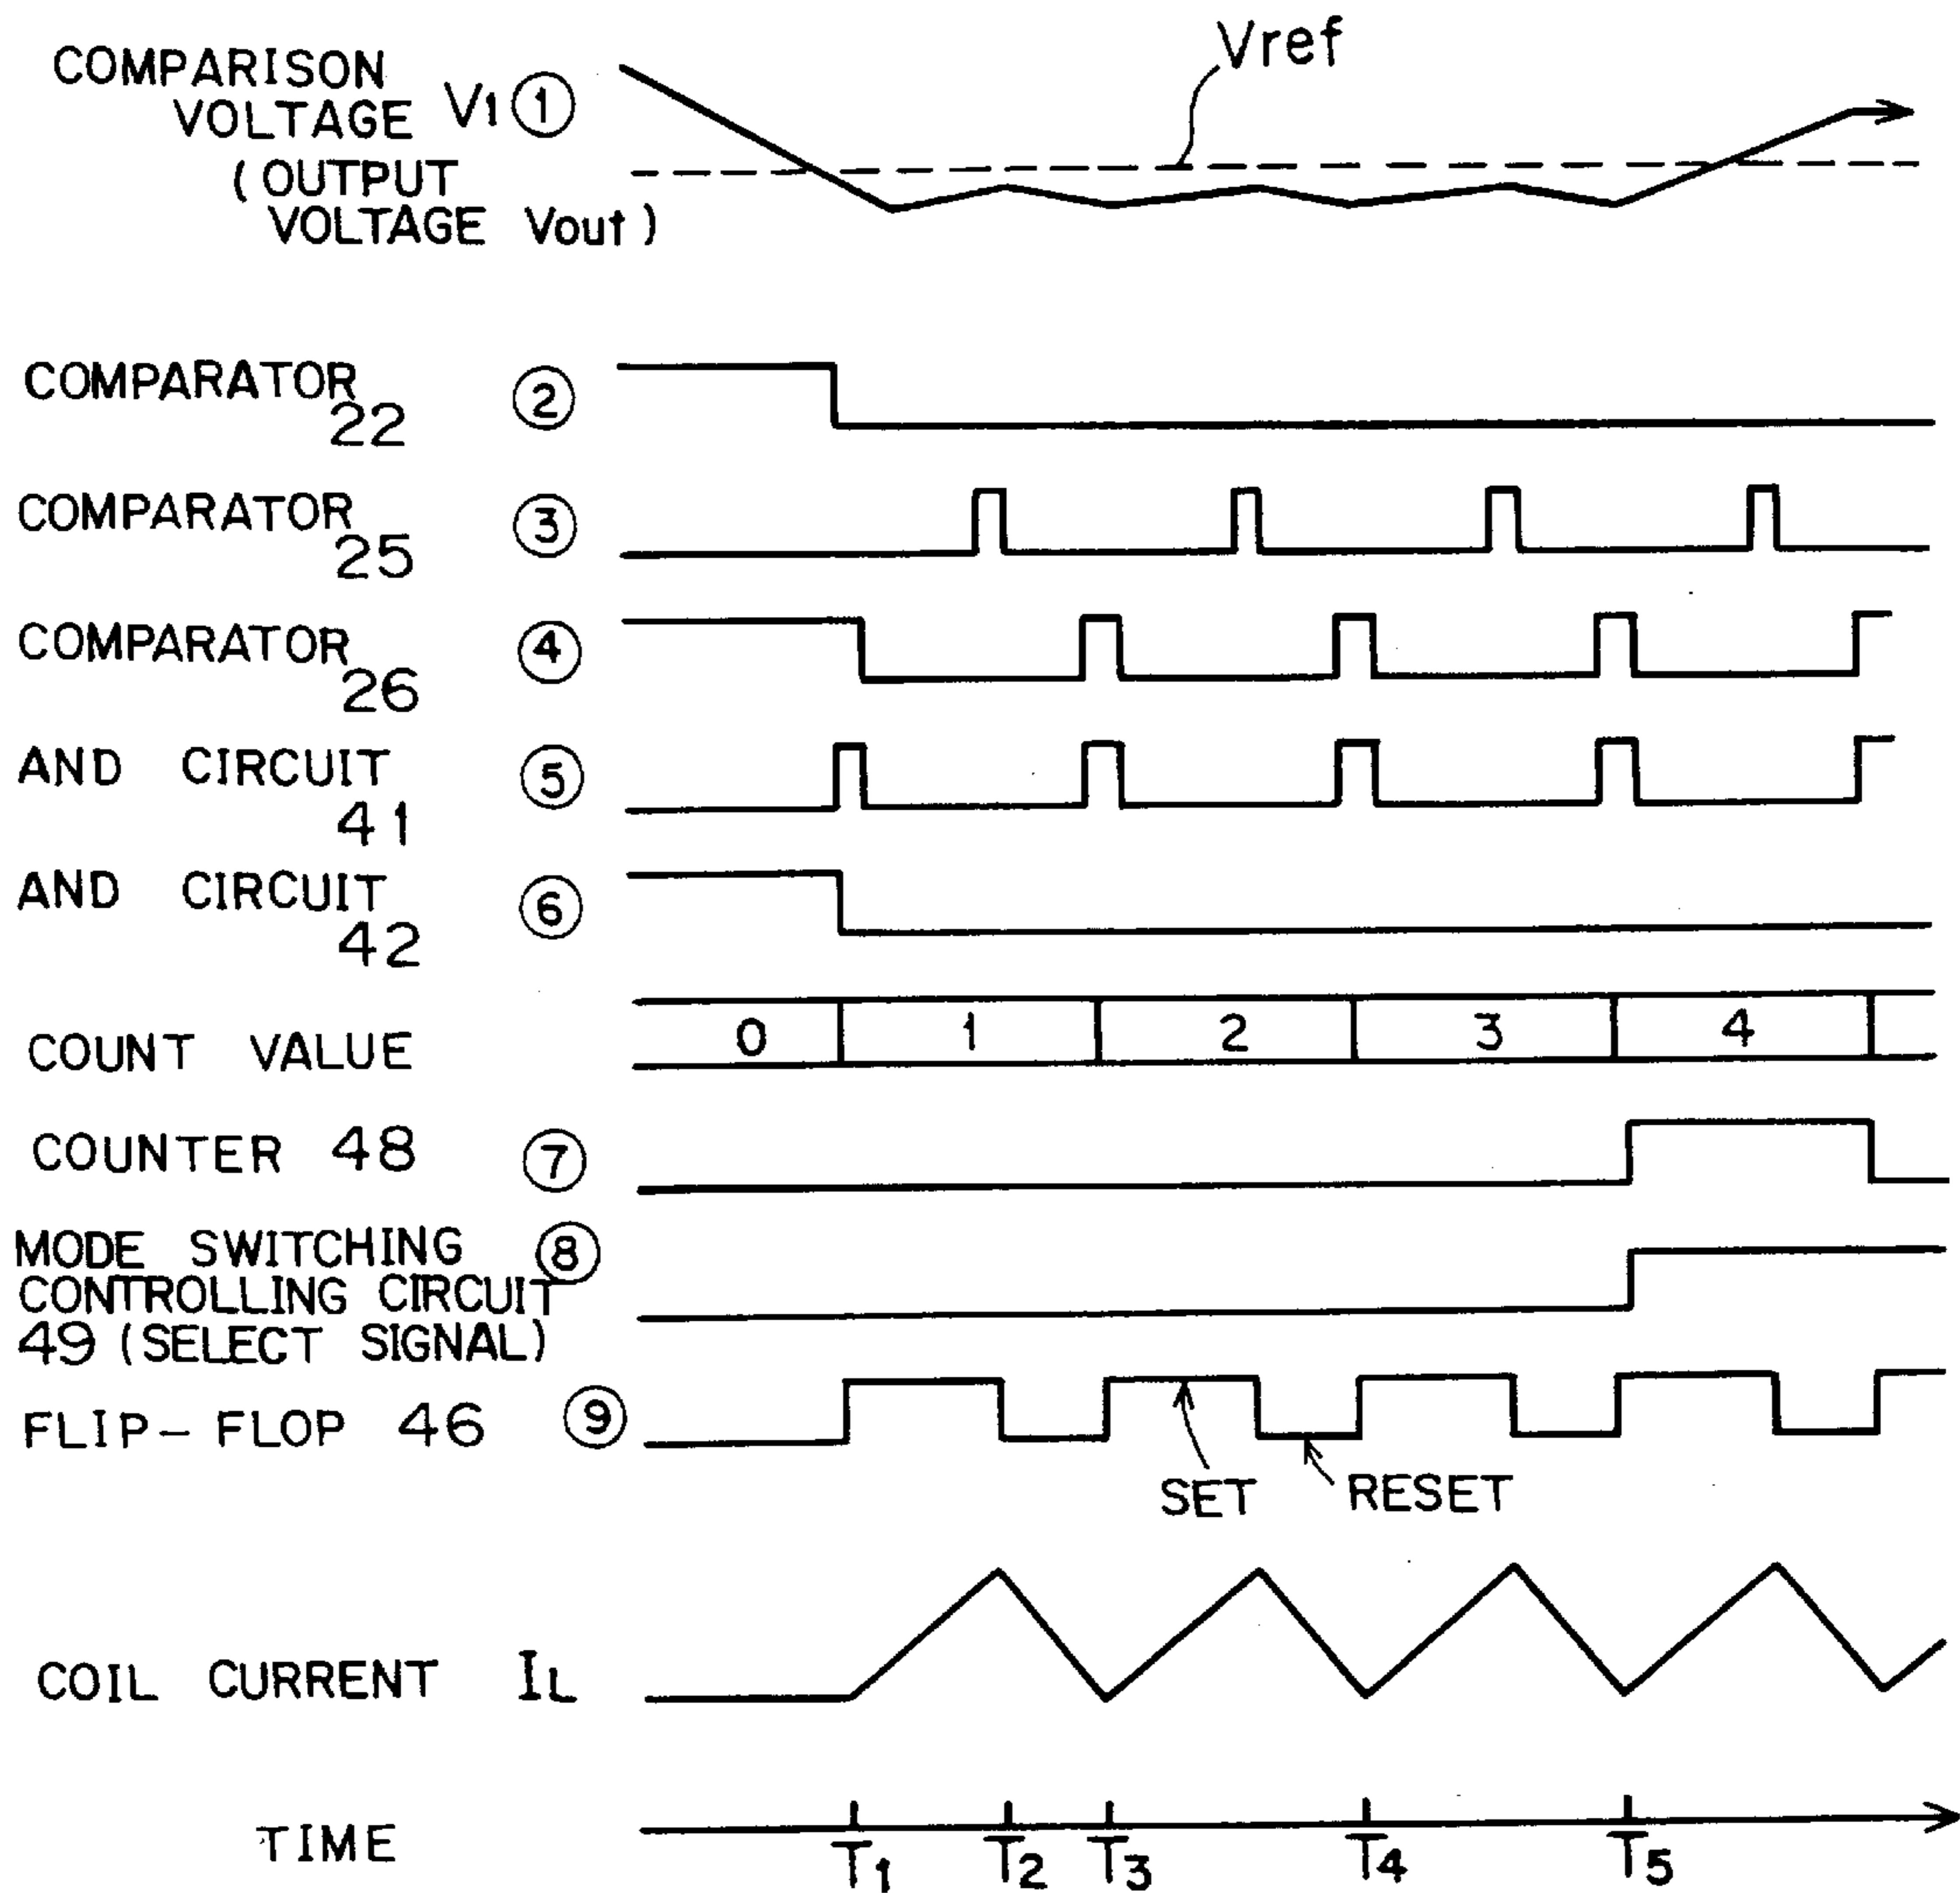 Vref
COMPARISON
VOLTAGE V1 ①
( OUTPUT
VOLTAGE Vout )
COMPARATOR
22 ②
COMPARATOR
25 ③
COMPARATOR
26 ④
AND CIRCUIT
41 ⑤
AND CIRCUIT
42 ⑥
COUNT VALUE 0 1 2 3 4
COUNTER 48 ⑦
MODE SWITCHING ⑧
CONTROLLING CIRCUIT
49 (SELECT SIGNAL)
FLIP-FLOP 46 ⑨
SET RESET
COIL CURRENT IL
TIME T1 T2 T3 T4 T5